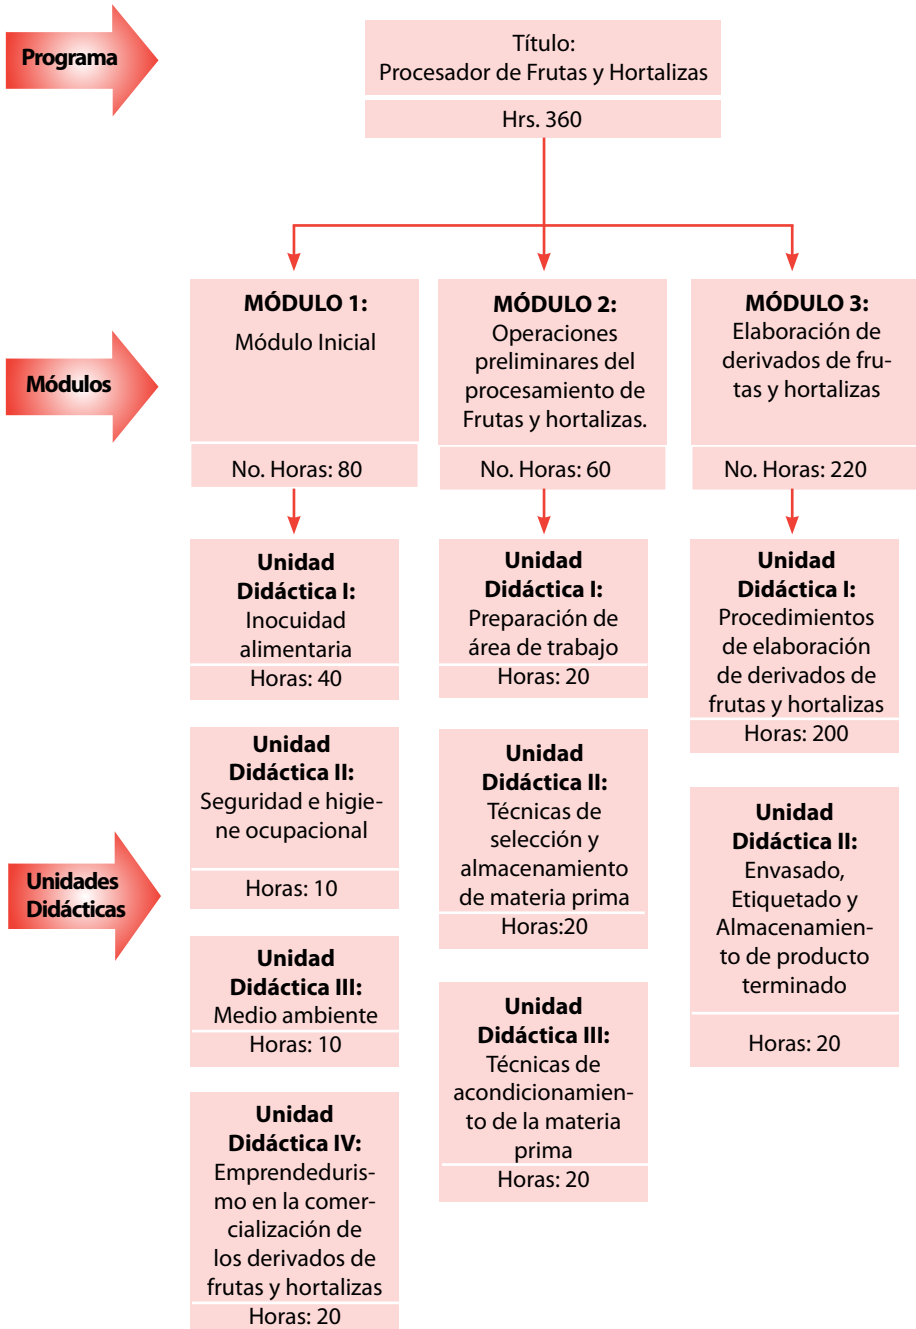 Programa
Título:
Procesador de Frutas y Hortalizas
Hrs. 360
Módulos
MÓDULO 1:
Módulo Inicial
No. Horas: 80
MÓDULO 2:
Operaciones
preliminares del
procesamiento de
Frutas y hortalizas.
No. Horas: 60
MÓDULO 3:
Elaboración de
derivados de fru-
tas y hortalizas
No. Horas: 220
Unidades
Didácticas
Unidad
Didáctica I:
Inocuidad
alimentaria
Horas: 40
Unidad
Didáctica II:
Seguridad e higie-
ne ocupacional
Horas: 10
Unidad
Didáctica III:
Medio ambiente
Horas: 10
Unidad
Didáctica IV:
Emprendeduris-
mo en la comer-
cialización de
los derivados de
frutas y hortalizas
Horas: 20
Unidad
Didáctica I:
Preparación de
área de trabajo
Horas: 20
Unidad
Didáctica II:
Técnicas de
selección y
almacenamiento
de materia prima
Horas:20
Unidad
Didáctica III:
Técnicas de
acondicionamien-
to de la materia
prima
Horas: 20
Unidad
Didáctica I:
Procedimientos
de elaboración
de derivados de
frutas y hortalizas
Horas: 200
Unidad
Didáctica II:
Envasado,
Etiquetado y
Almacenamien-
to de producto
terminado
Horas: 20